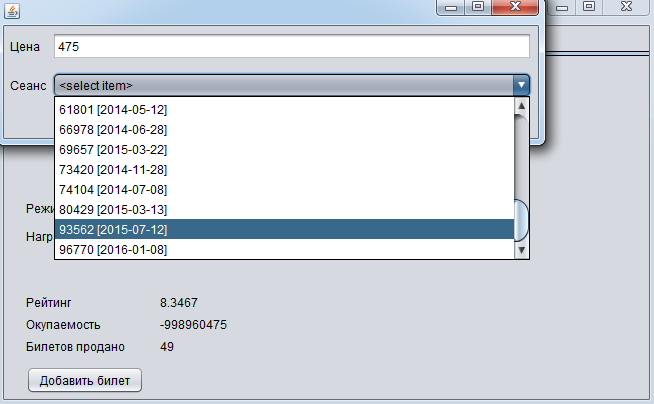 Цена 475
Сеанс <select item>
61801 [2014-05-12]
66978 [2014-06-28]
69657 [2015-03-22]
73420 [2014-11-28]
74104 [2014-07-08]
80429 [2015-03-13]
93562 [2015-07-12]
96770 [2016-01-08]
Рейтинг 8.3467
Окупаемость -998960475
Билетов продано 49
Добавить билет